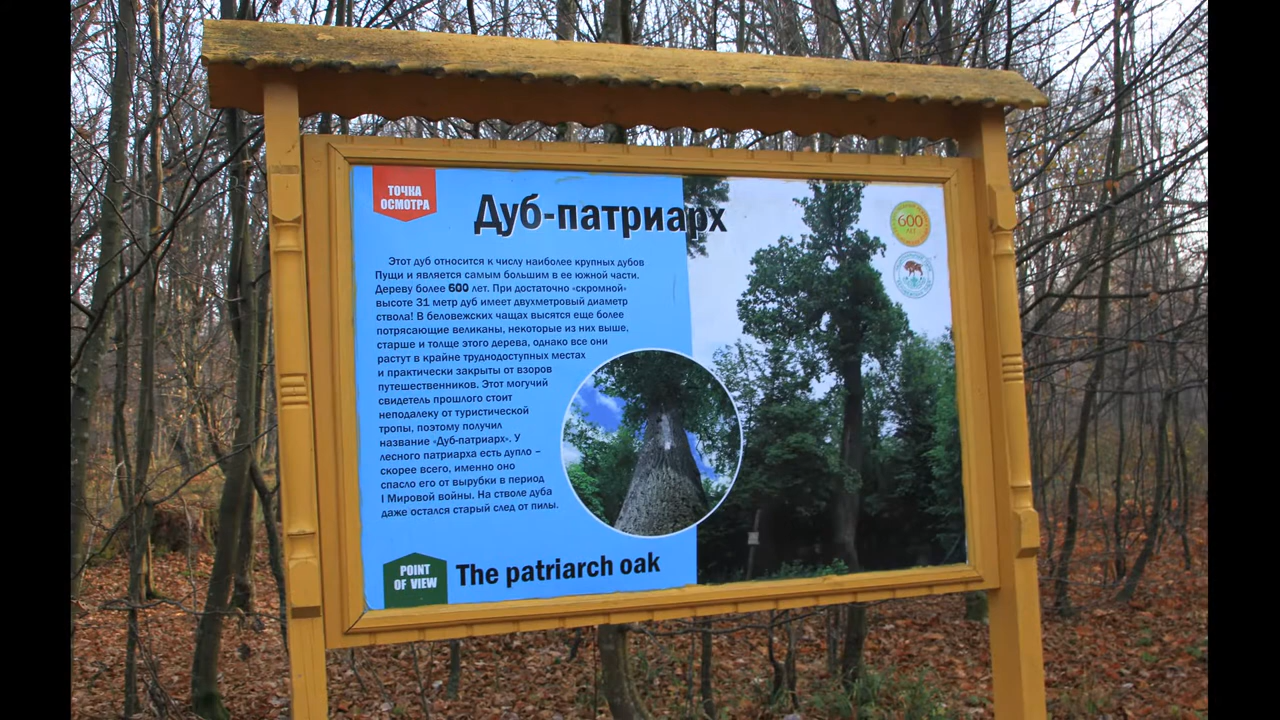 ТОЧКА
ОСМОТРА
Дуб-патриарх
Этот дуб относится к числу наиболее крупных дубов
Пущи и является самым большим в ее южной части.
Дереву более 600 лет. При достаточно «скромной»
высоте 31 метр дуб имеет двухметровый диаметр
ствола! В беловежских чащах высятся еще более
потрясающие великаны, некоторые из них выше,
старше и толще этого дерева, однако все они
растут в крайне труднодоступных местах
и практически закрыты от взоров
путешественников. Этот могучий
свидетель прошлого стоит
неподалеку от туристической
тропы, поэтому получил
название «Дуб-патриарх». У
лесного патриарха есть дупло –
скорее всего, именно оно
спасло его от вырубки в период
I Мировой войны. На стволе дуба
даже остался старый след от пилы.
POINT
OF VIEW
The patriarch oak
600
ЛЕТ